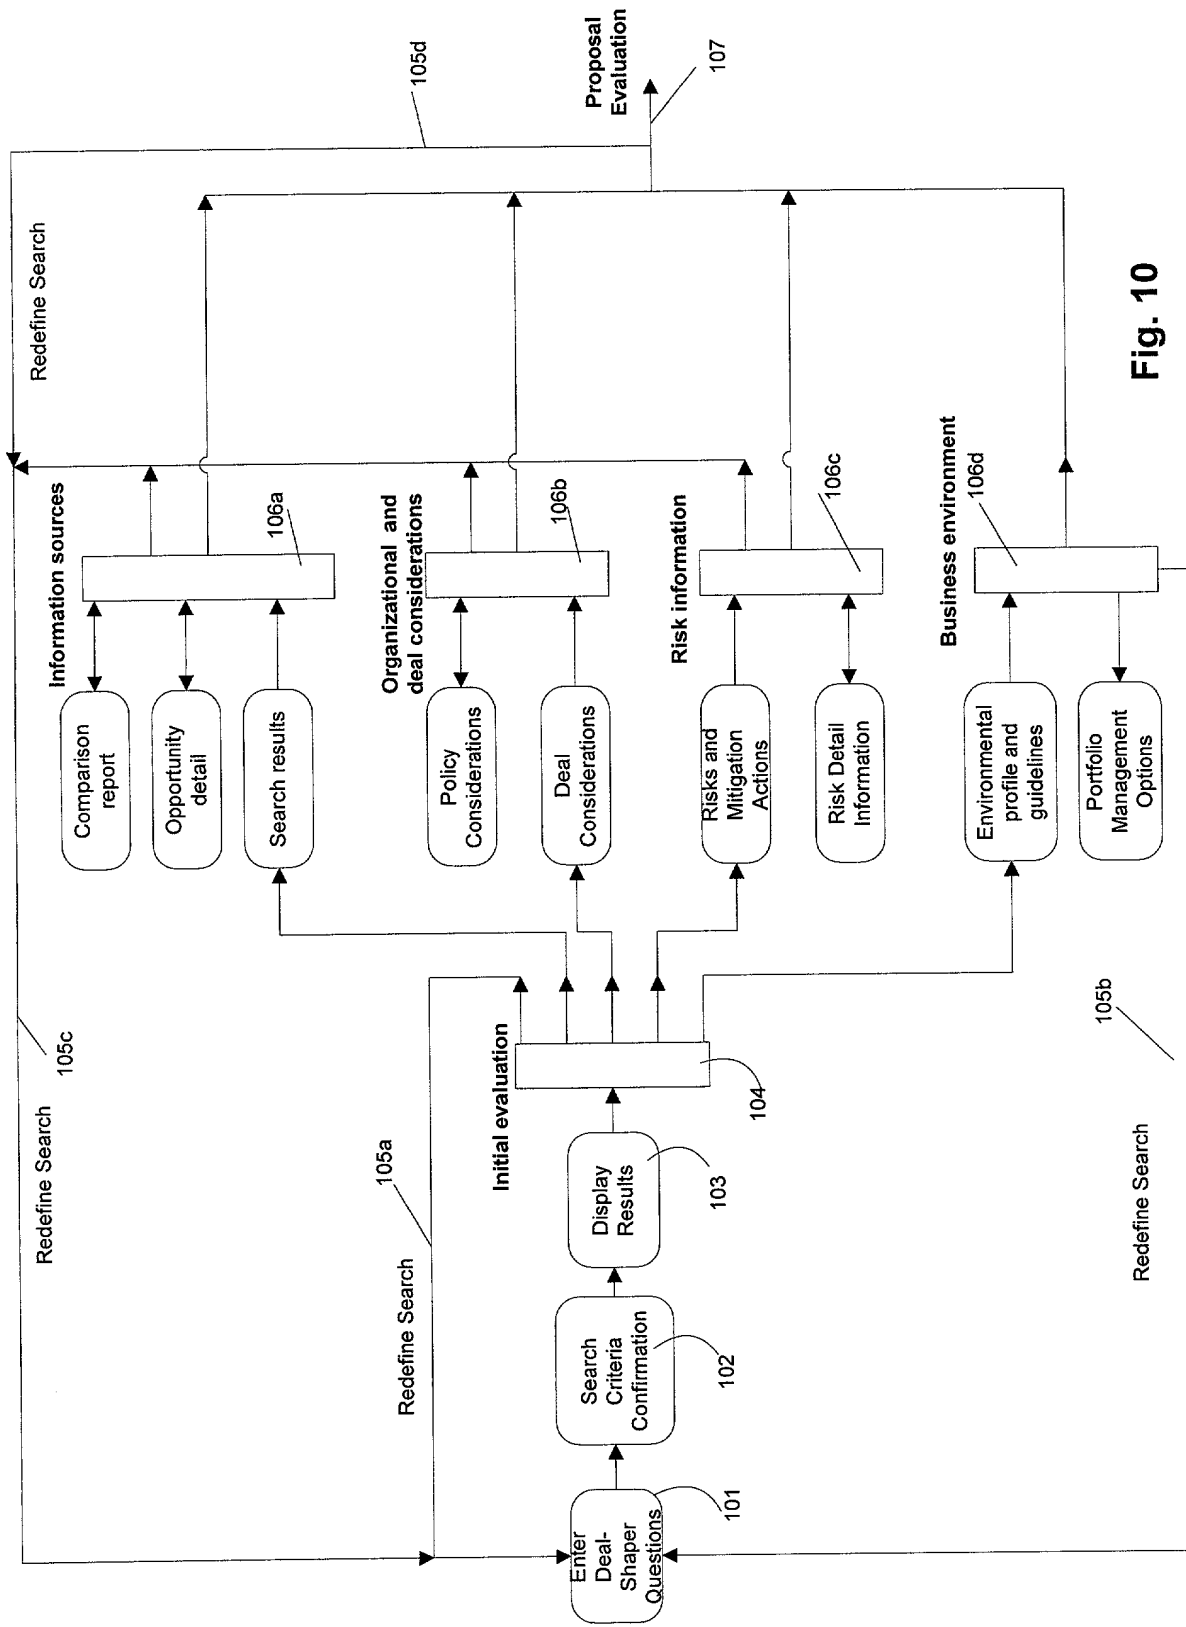 Redefine Search
105c
Redefine Search
105d
Proposal
Evaluation
107
Information sources
Comparison
report
Opportunity
detail
Search results
106a
Organizational and
deal considerations
Policy
Considerations
Deal
Considerations
106b
Redefine Search
105a
Initial evaluation
Enter
Deal-
Shaper
Questions
101
Search
Criteria
Confirmation
102
Display
Results
103
104
Risk information
Risks and
Mitigation
Actions
Risk Detail
Information
106c
Business environment
Environmental
profile and
guidelines
Portfolio
Management
Options
106d
Redefine Search
105b
Fig. 10